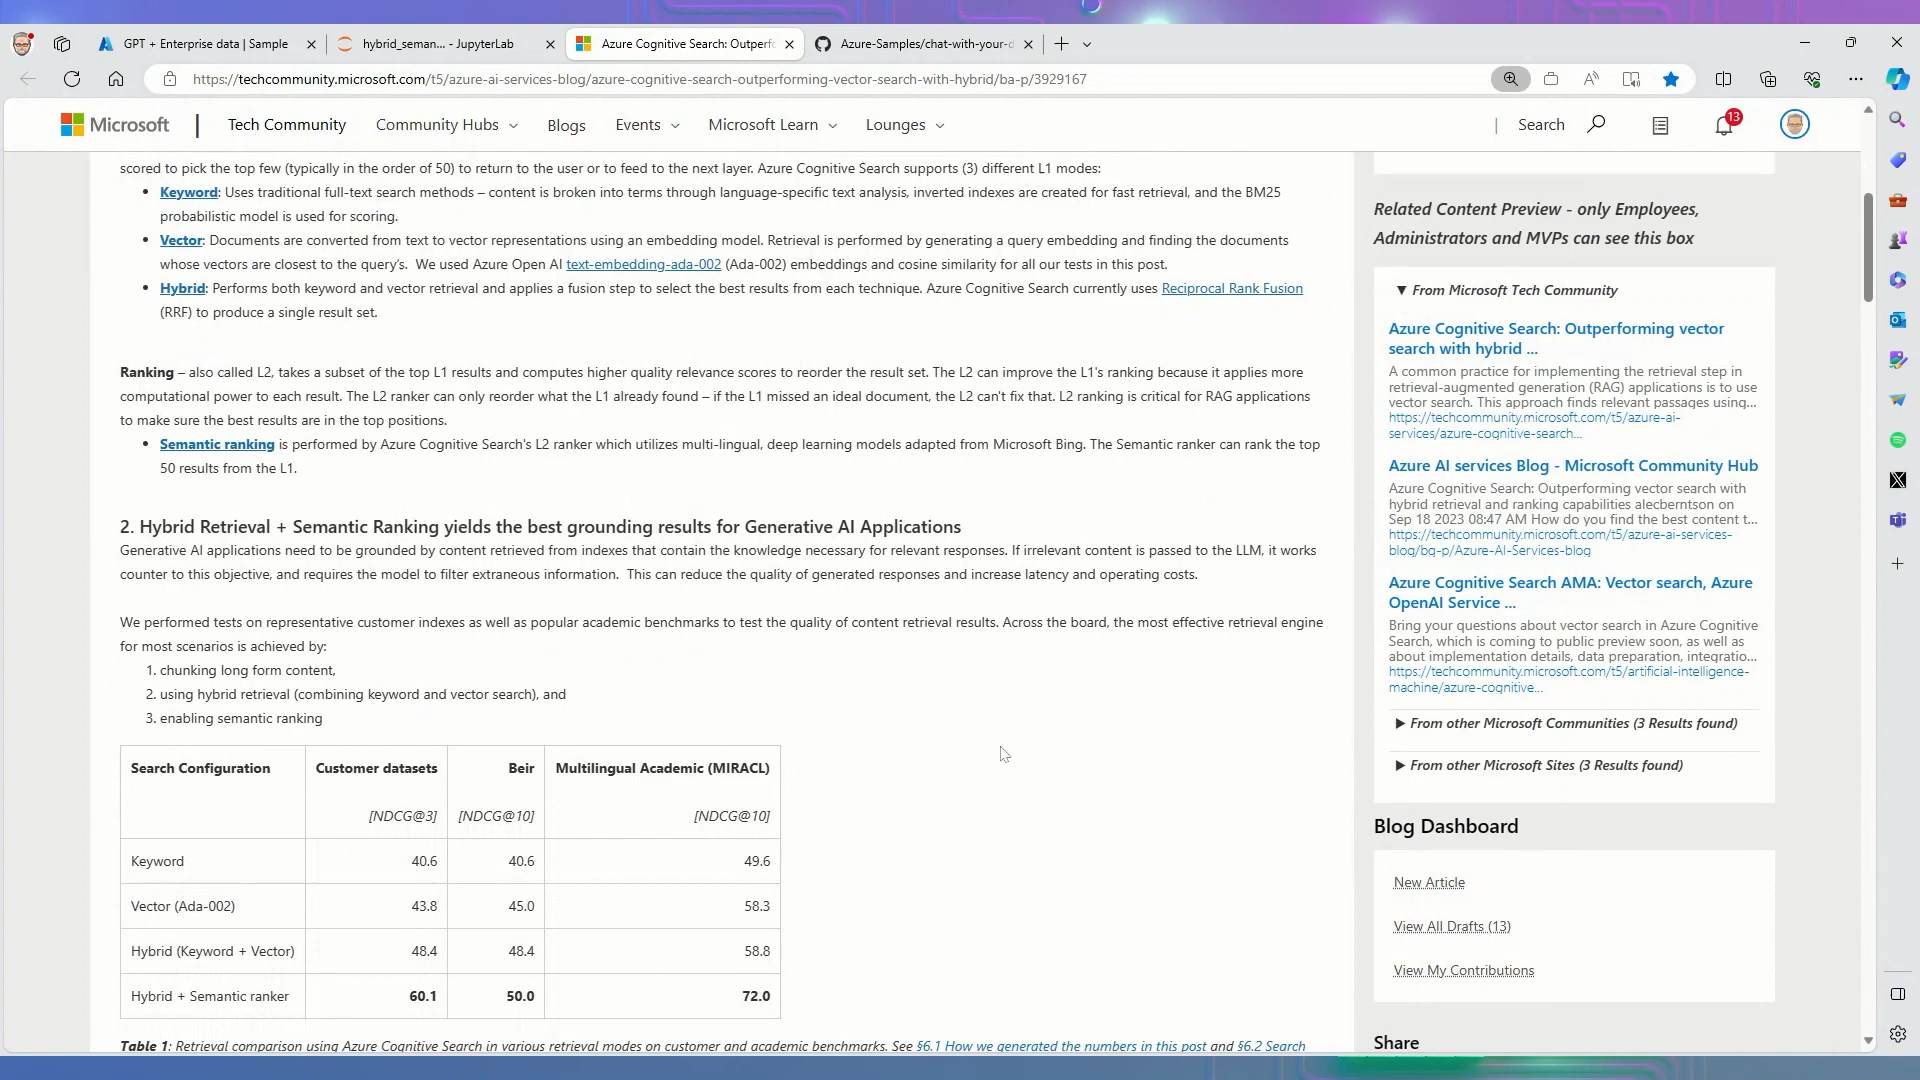 GPT + Enterprise data | Sample
hybrid_seman... - JupyterLab
Azure Cognitive Search: Outperf
Azure-Samples/chat-with-your-d
https://techcommunity.microsoft.com/t5/azure-ai-services-blog/azure-cognitive-search-outperforming-vector-search-with-hybrid/ba-p/3929167
Microsoft
Tech Community
Community Hubs
Blogs
Events
Microsoft Learn
Lounges
Search
13
scored to pick the top few (typically in the order of 50) to return to the user or to feed to the next layer. Azure Cognitive Search supports (3) different L1 modes:
• Keyword: Uses traditional full-text search methods – content is broken into terms through language-specific text analysis, inverted indexes are created for fast retrieval, and the BM25
probabilistic model is used for scoring.
• Vector: Documents are converted from text to vector representations using an embedding model. Retrieval is performed by generating a query embedding and finding the documents
whose vectors are closest to the query's. We used Azure Open AI text-embedding-ada-002 (Ada-002) embeddings and cosine similarity for all our tests in this post.
• Hybrid: Performs both keyword and vector retrieval and applies a fusion step to select the best results from each technique. Azure Cognitive Search currently uses Reciprocal Rank Fusion
(RRF) to produce a single result set.
Ranking – also called L2, takes a subset of the top L1 results and computes higher quality relevance scores to reorder the result set. The L2 can improve the L1's ranking because it applies more
computational power to each result. The L2 ranker can only reorder what the L1 already found – if the L1 missed an ideal document, the L2 can't fix that. L2 ranking is critical for RAG applications
to make sure the best results are in the top positions.
• Semantic ranking is performed by Azure Cognitive Search's L2 ranker which utilizes multi-lingual, deep learning models adapted from Microsoft Bing. The Semantic ranker can rank the top
50 results from the L1.
2. Hybrid Retrieval + Semantic Ranking yields the best grounding results for Generative AI Applications
Generative AI applications need to be grounded by content retrieved from indexes that contain the knowledge necessary for relevant responses. If irrelevant content is passed to the LLM, it works
counter to this objective, and requires the model to filter extraneous information. This can reduce the quality of generated responses and increase latency and operating costs.
We performed tests on representative customer indexes as well as popular academic benchmarks to test the quality of content retrieval results. Across the board, the most effective retrieval engine
for most scenarios is achieved by:
1. chunking long form content,
2. using hybrid retrieval (combining keyword and vector search), and
3. enabling semantic ranking
Search Configuration Customer datasets Beir Multilingual Academic (MIRACL)
[NDCG@3] [NDCG@10] [NDCG@10]
Keyword 40.6 40.6 49.6
Vector (Ada-002) 43.8 45.0 58.3
Hybrid (Keyword + Vector) 48.4 48.4 58.8
Hybrid + Semantic ranker 60.1 50.0 72.0
Table 1: Retrieval comparison using Azure Cognitive Search in various retrieval modes on customer and academic benchmarks. See §6.1 How we generated the numbers in this post and §6.2 Search
Related Content Preview - only Employees,
Administrators and MVPs can see this box
▼ From Microsoft Tech Community
Azure Cognitive Search: Outperforming vector
search with hybrid ...
A common practice for implementing the retrieval step in
retrieval-augmented generation (RAG) applications is to use
vector search. This approach finds relevant passages using...
https://techcommunity.microsoft.com/t5/azure-ai-
services/azure-cognitive-search...
Azure AI services Blog - Microsoft Community Hub
Azure Cognitive Search: Outperforming vector search with
hybrid retrieval and ranking capabilities alecberntson on
Sep 18 2023 08:47 AM How do you find the best content t...
https://techcommunity.microsoft.com/t5/azure-ai-services-
blog/bg-p/Azure-AI-Services-blog
Azure Cognitive Search AMA: Vector search, Azure
OpenAI Service ...
Bring your questions about vector search in Azure Cognitive
Search, which is coming to public preview soon, as well as
about implementation details, data preparation, integratio...
https://techcommunity.microsoft.com/t5/artificial-intelligence-
machine/azure-cognitive...
▶ From other Microsoft Communities (3 Results found)
▶ From other Microsoft Sites (3 Results found)
Blog Dashboard
New Article
View All Drafts (13)
View My Contributions
Share